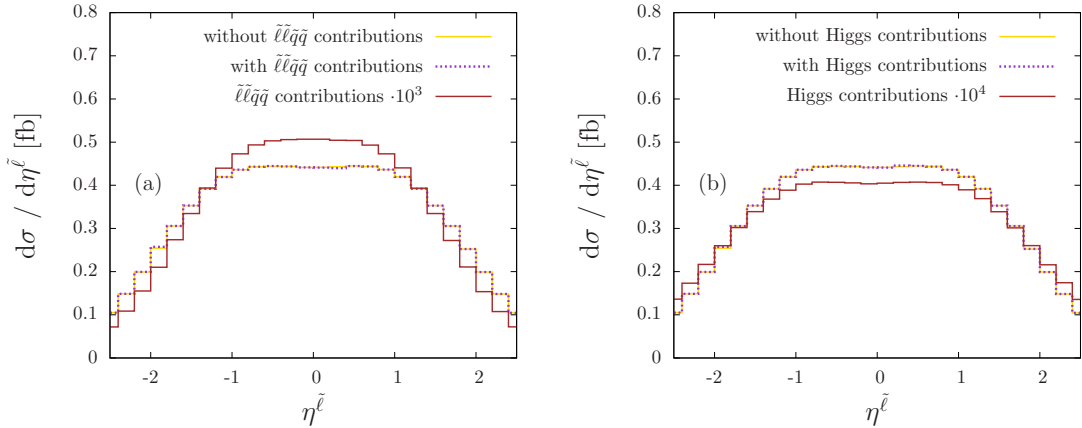 0.8
0.7
0.6
0.5
0.4
0.3
0.2
0.1
0
-2
-1
0
1
2
dσ / dη^ℓ̃ [fb]
η^ℓ̃
without ℓ̃ℓ̃q̃q̃ contributions
with ℓ̃ℓ̃q̃q̃ contributions
ℓ̃ℓ̃q̃q̃ contributions ·10³
(a)
0.8
0.7
0.6
0.5
0.4
0.3
0.2
0.1
0
-2
-1
0
1
2
dσ / dη^ℓ̃ [fb]
η^ℓ̃
without Higgs contributions
with Higgs contributions
Higgs contributions ·10⁴
(b)